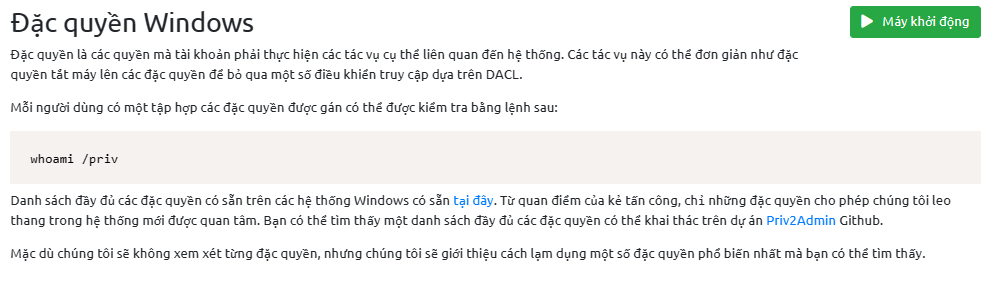 Đặc quyền Windows
Máy khởi động
Đặc quyền là các quyền mà tài khoản phải thực hiện các tác vụ cụ thể liên quan đến hệ thống. Các tác vụ này có thể đơn giản như đặc
quyền tắt máy lên các đặc quyền để bỏ qua một số điều khiển truy cập dựa trên DACL.
Mỗi người dùng có một tập hợp các đặc quyền được gán có thể được kiểm tra bằng lệnh sau:
whoami /priv
Danh sách đầy đủ các đặc quyền có sẵn trên các hệ thống Windows có sẵn tại đây. Từ quan điểm của kẻ tấn công, chỉ những đặc quyền cho phép chúng tôi leo
thang trong hệ thống mới được quan tâm. Bạn có thể tìm thấy một danh sách đầy đủ các đặc quyền có thể khai thác trên dự án Priv2Admin Github.
Mặc dù chúng tôi sẽ không xem xét từng đặc quyền, nhưng chúng tôi sẽ giới thiệu cách lạm dụng một số đặc quyền phổ biến nhất mà bạn có thể tìm thấy.